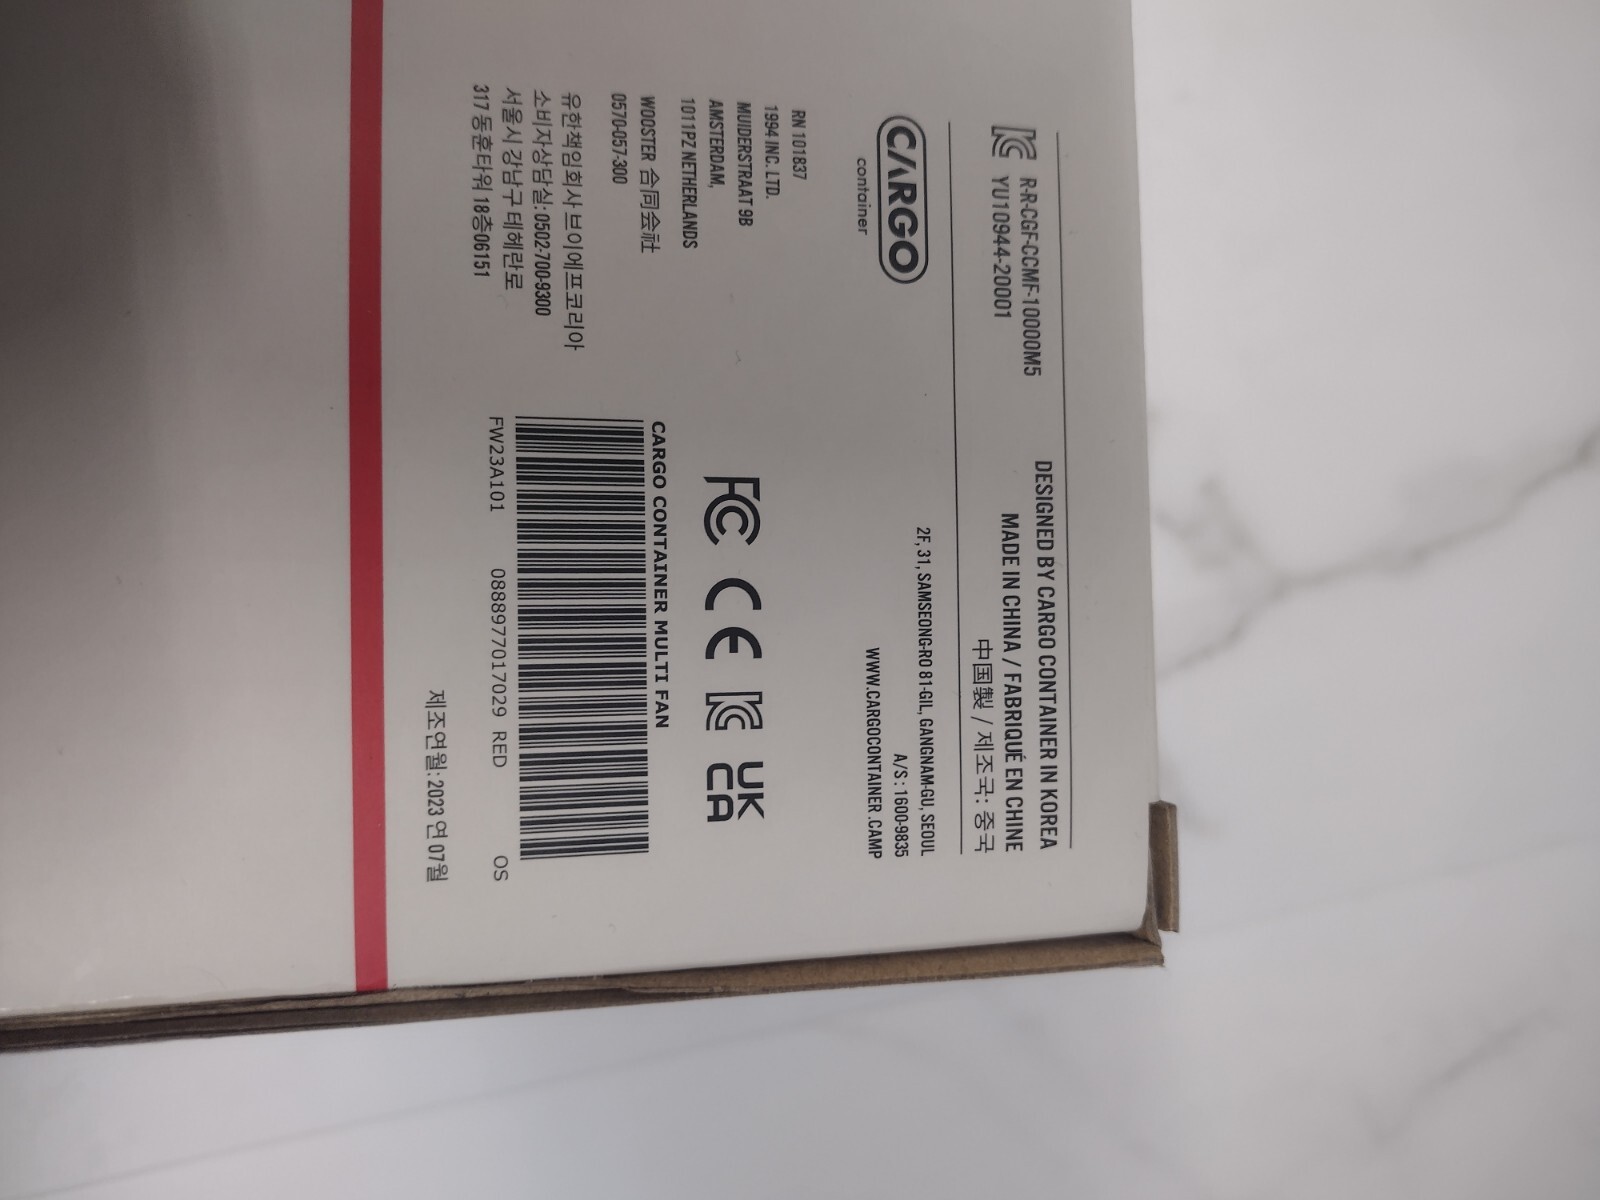 R-R-CGF-CCMF-10000M5
YU10944-20001
DESIGNED BY CARGO CONTAINER IN KOREA
MADE IN CHINA / FABRIQUÉ EN CHINE
中国製 / 제조국: 중국
CARGO
container
2F, 31, SAMSEONG-RO 81-GIL, GANGNAM-GU, SEOUL
A/S : 1600-9835
WWW.CARGOCONTAINER.CAMP
RN 101837
1994 INC. LTD.
MUIDERSTRAAT 9B
AMSTERDAM,
1011PZ NETHERLANDS
WOOSTER 合同会社
0570-057-300
유한책임회사 브이에프코리아
소비자상담실: 0502-700-9300
서울시 강남구 테헤란로
317 동훈타워 18층 06151
FC CE KC UK
CA
CARGO CONTAINER MULTI FAN
FW23A101 0888977017029 RED OS
제조연월: 2023 연 07월